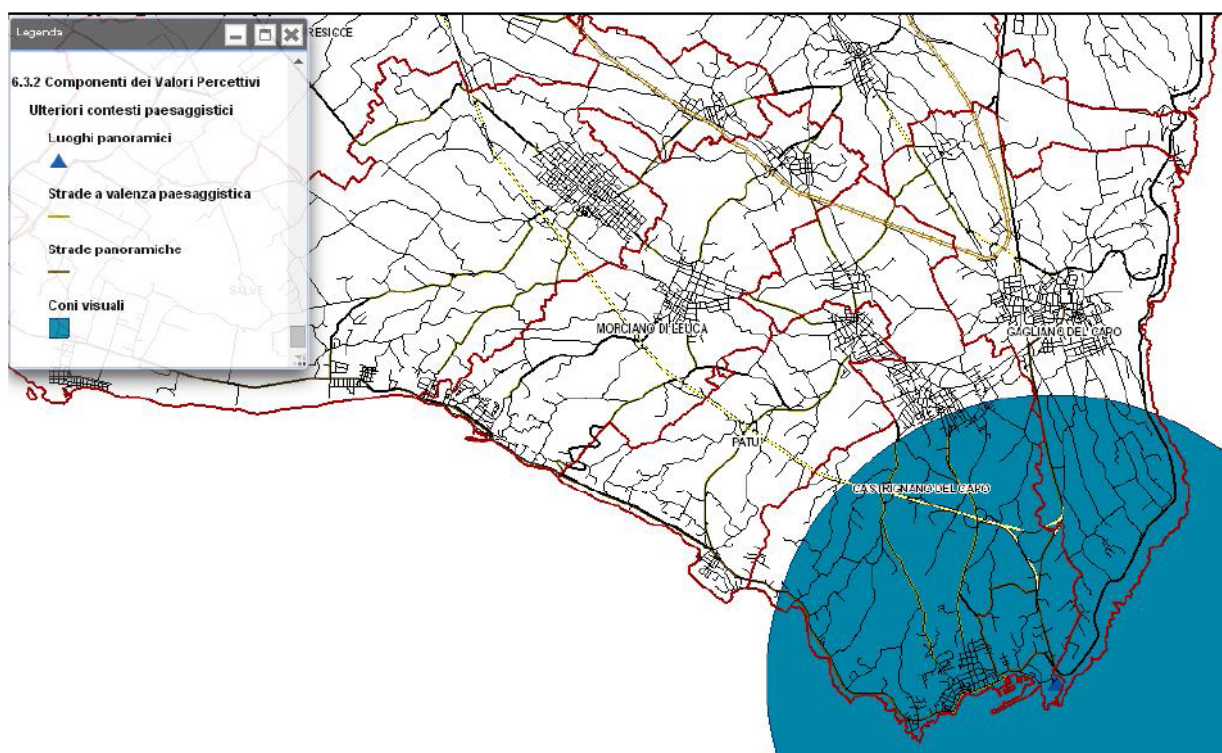 Legenda
6.3.2 Componenti dei Valori Percettivi
Ulteriori contesti paesaggistici
Luoghi panoramici
Strade a valenza paesaggistica
Strade panoramiche
Coni visuali
SALVE
RESICCE
MORCIANO DI LEUCA
GAGLIANO DEL CAPO
PATU'
CASTRIGNANO DEL CAPO